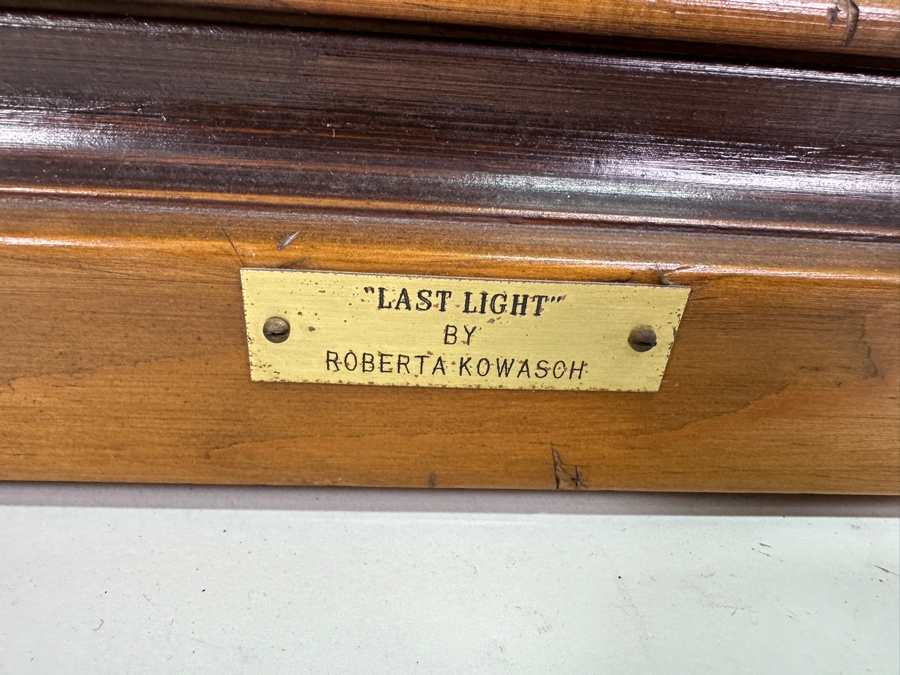 "LAST LIGHT"
BY
ROBERTA KOWASCH